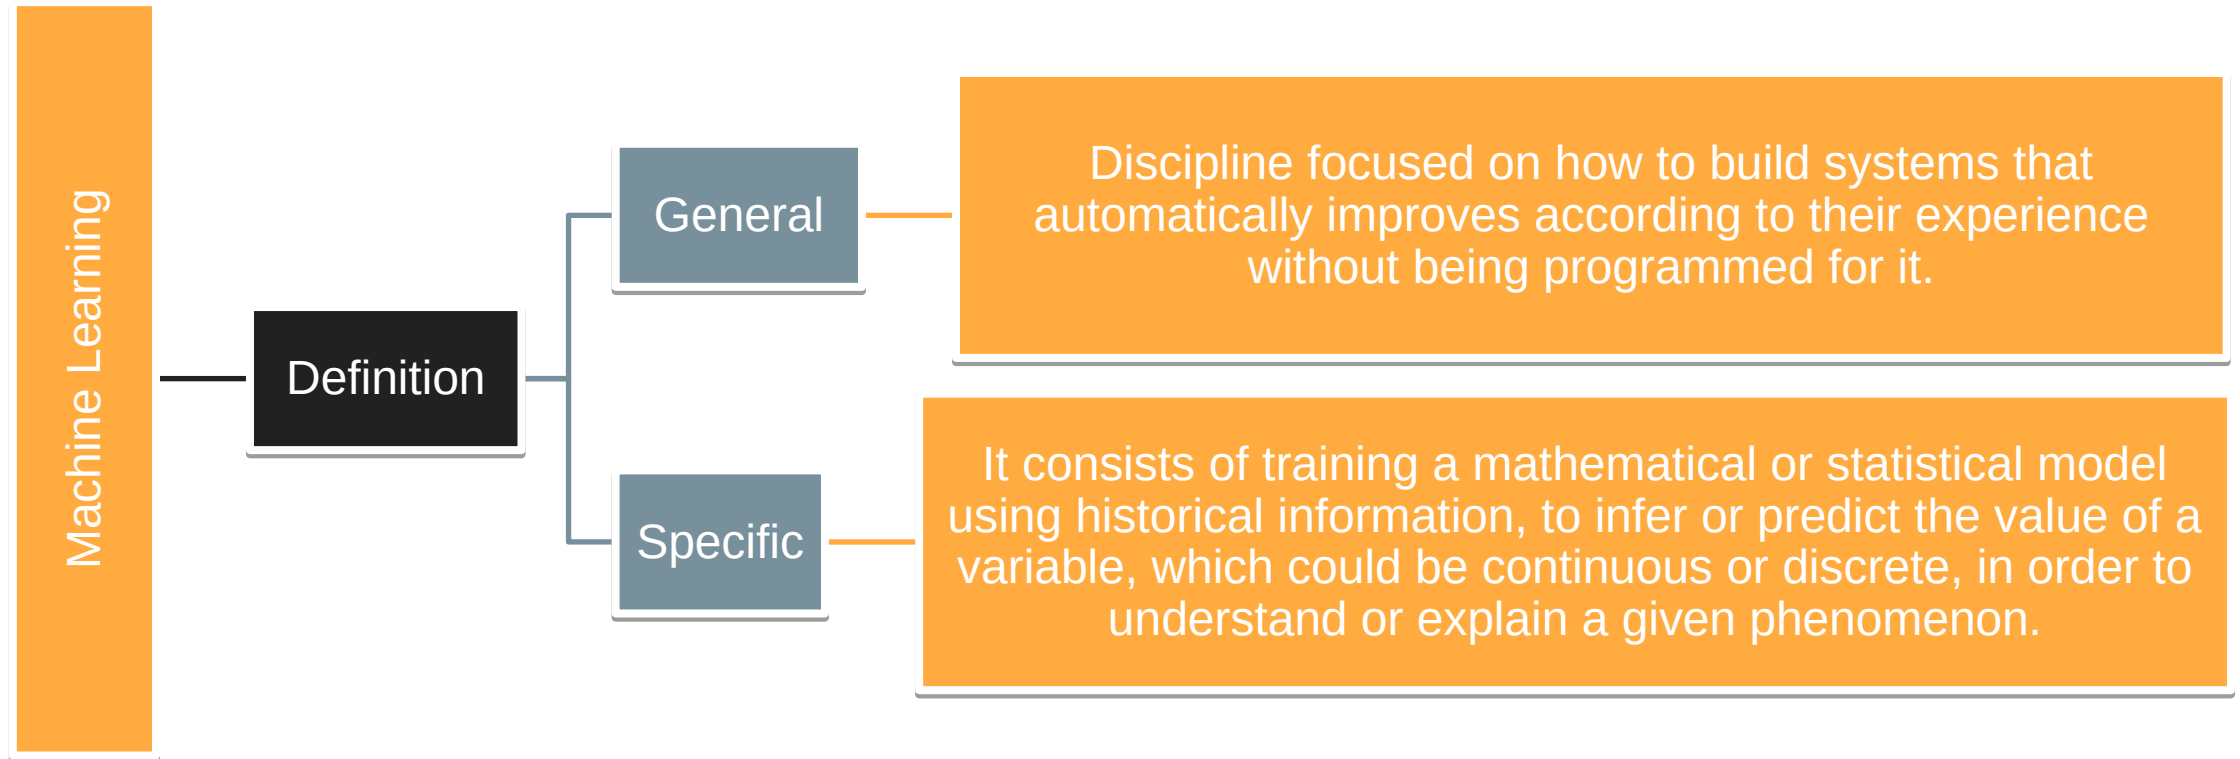 Machine Learning
Definition
General
Discipline focused on how to build systems that
automatically improves according to their experience
without being programmed for it.
Specific
It consists of training a mathematical or statistical model
using historical information, to infer or predict the value of a
variable, which could be continuous or discrete, in order to
understand or explain a given phenomenon.